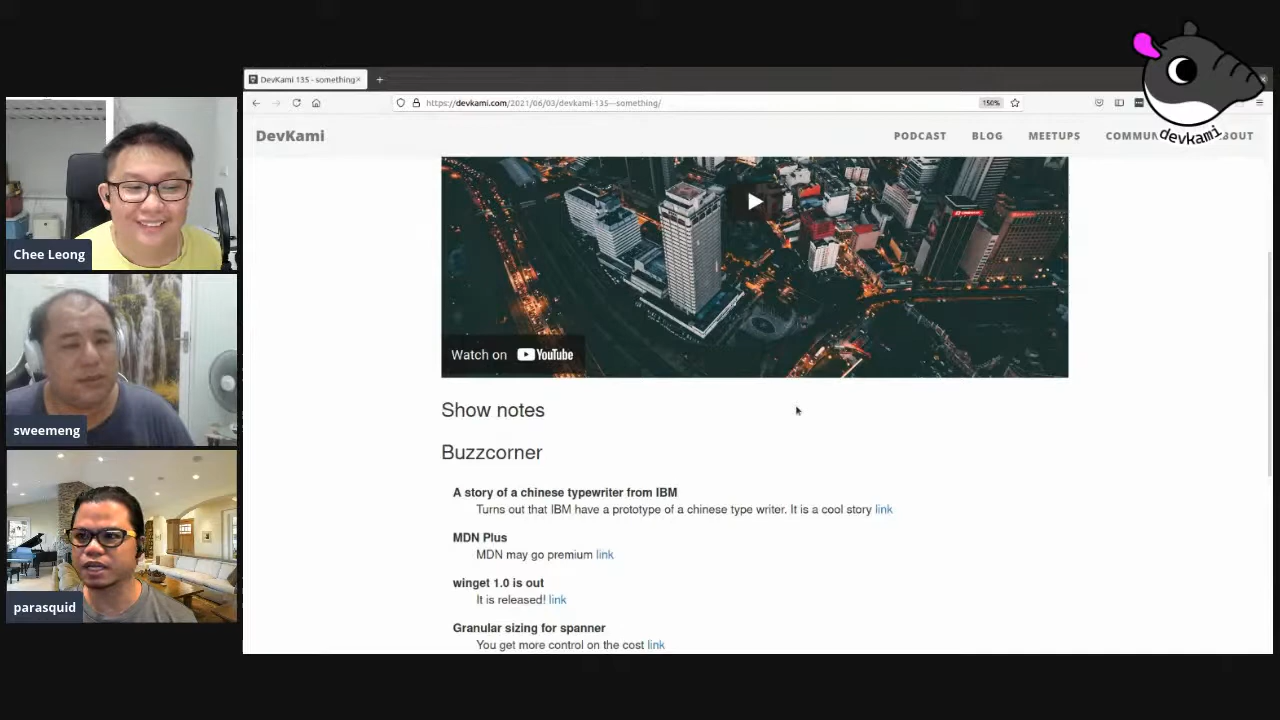 DevKami 135 - something
https://devkami.com/2021/06/03/devkami-135---something/
150%
devkami
DevKami
PODCAST
BLOG
MEETUPS
Chee Leong
sweemeng
parasquid
Watch on YouTube
Show notes
Buzzcorner
A story of a chinese typewriter from IBM
Turns out that IBM have a prototype of a chinese type writer. It is a cool story link
MDN Plus
MDN may go premium link
winget 1.0 is out
It is released! link
Granular sizing for spanner
You get more control on the cost link